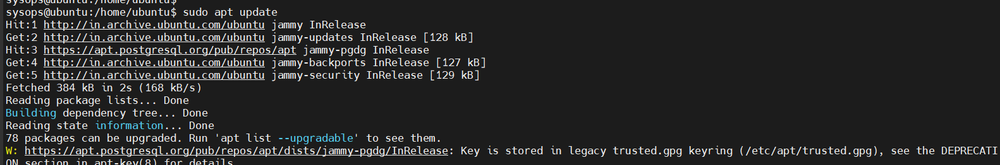 sysops@ubuntu:/home/ubuntu$
sysops@ubuntu:/home/ubuntu$ sudo apt update
Hit:1 http://in.archive.ubuntu.com/ubuntu jammy InRelease
Get:2 http://in.archive.ubuntu.com/ubuntu jammy-updates InRelease [128 kB]
Hit:3 https://apt.postgresql.org/pub/repos/apt jammy-pgdg InRelease
Get:4 http://in.archive.ubuntu.com/ubuntu jammy-backports InRelease [127 kB]
Get:5 http://in.archive.ubuntu.com/ubuntu jammy-security InRelease [129 kB]
Fetched 384 kB in 2s (168 kB/s)
Reading package lists... Done
Building dependency tree... Done
Reading state information... Done
78 packages can be upgraded. Run 'apt list --upgradable' to see them.
W: https://apt.postgresql.org/pub/repos/apt/dists/jammy-pgdg/InRelease: Key is stored in legacy trusted.gpg keyring (/etc/apt/trusted.gpg), see the DEPRECATI
ON section in apt-key(8) for details